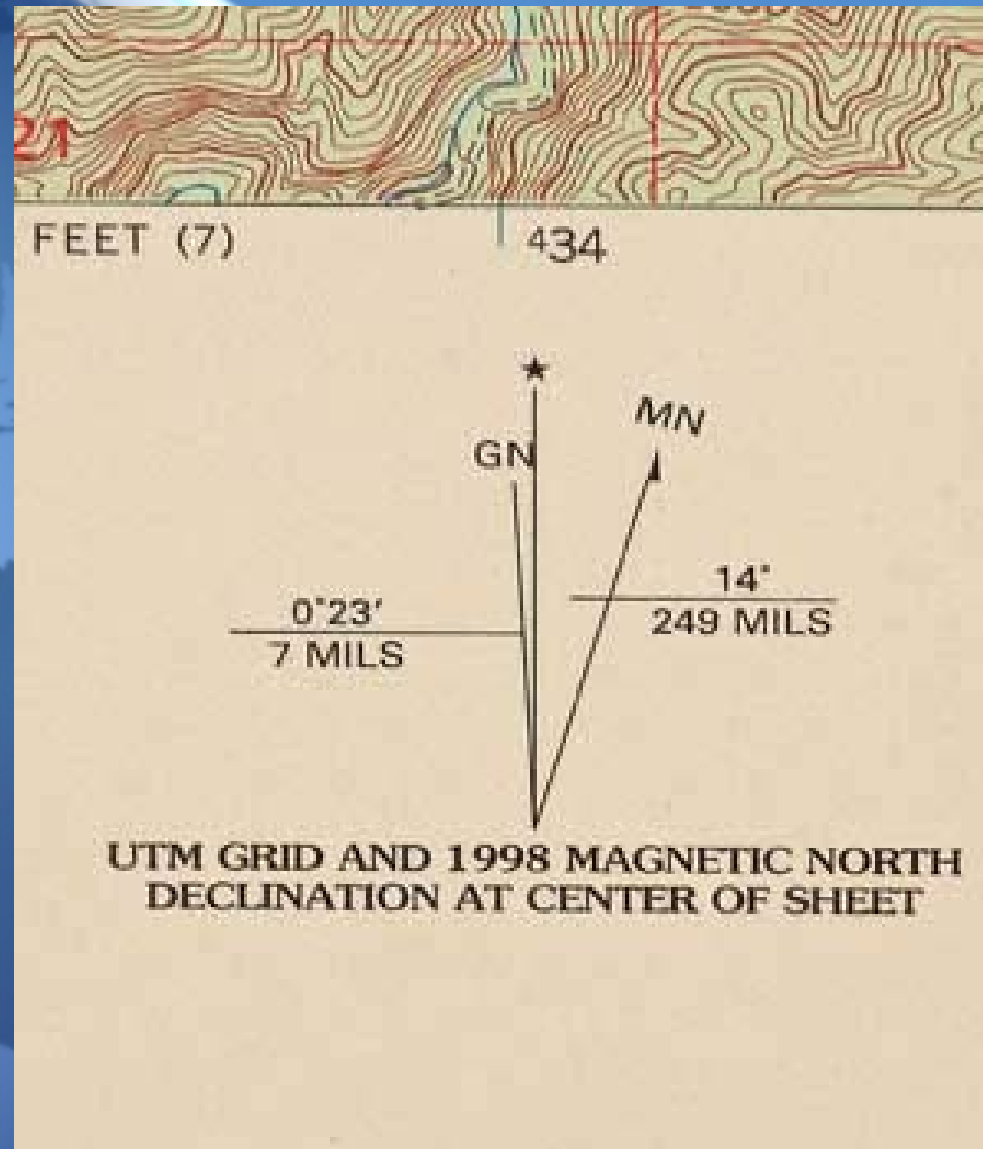 21
FEET (7)
434
★
GN
MN
0°23'
7 MILS
14°
249 MILS
UTM GRID AND 1998 MAGNETIC NORTH
DECLINATION AT CENTER OF SHEET